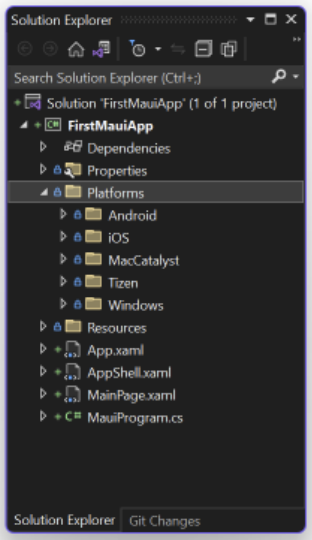 Solution Explorer
Search Solution Explorer (Ctrl+;)
Solution 'FirstMauiApp' (1 of 1 project)
C# FirstMauiApp
Dependencies
Properties
Platforms
Android
iOS
MacCatalyst
Tizen
Windows
Resources
App.xaml
AppShell.xaml
MainPage.xaml
C# MauiProgram.cs
Solution Explorer Git Changes